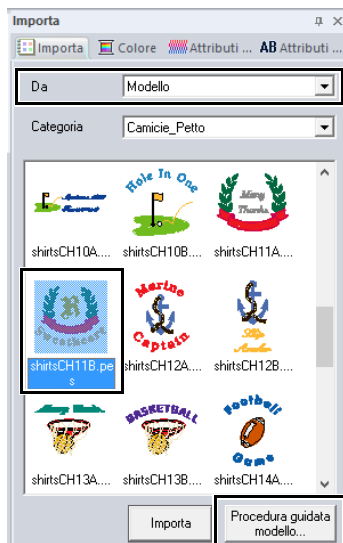 Importa
Importa Colore Attributi ... AB Attributi ...
Da Modello
Categoria Camicie_Petto
Hole In One
Many
Thanks
shirtsCH10A.... shirtsCH10B.... shirtsCH11A....
R
Sweatheart
Marine
Captain
shirtsCH11B.pe
s
shirtsCH12A.... shirtsCH12B....
BASKETBALL
Football
Game
shirtsCH13A.... shirtsCH13B.... shirtsCH14A....
Importa
Procedura guidata
modello...